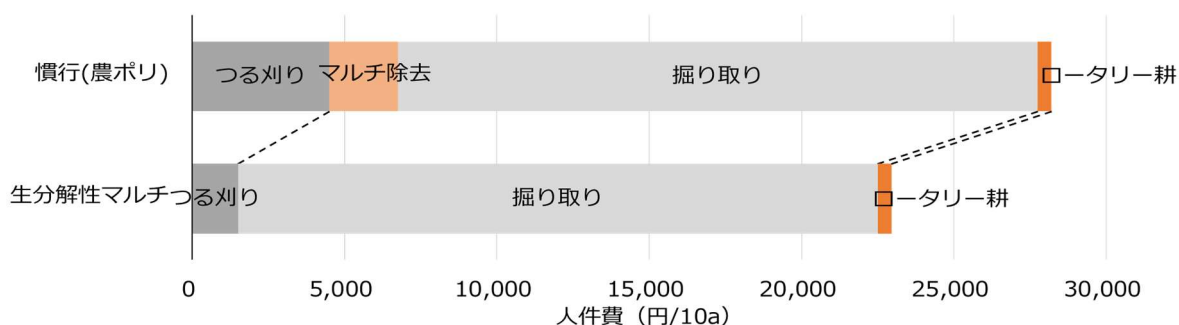 慣行(農ポリ) つる刈り マルチ除去 掘り取り ロータリー耕
生分解性マルチ つる刈り 掘り取り ロータリー耕
0 5,000 10,000 15,000 20,000 25,000 30,000
人件費（円/10a）